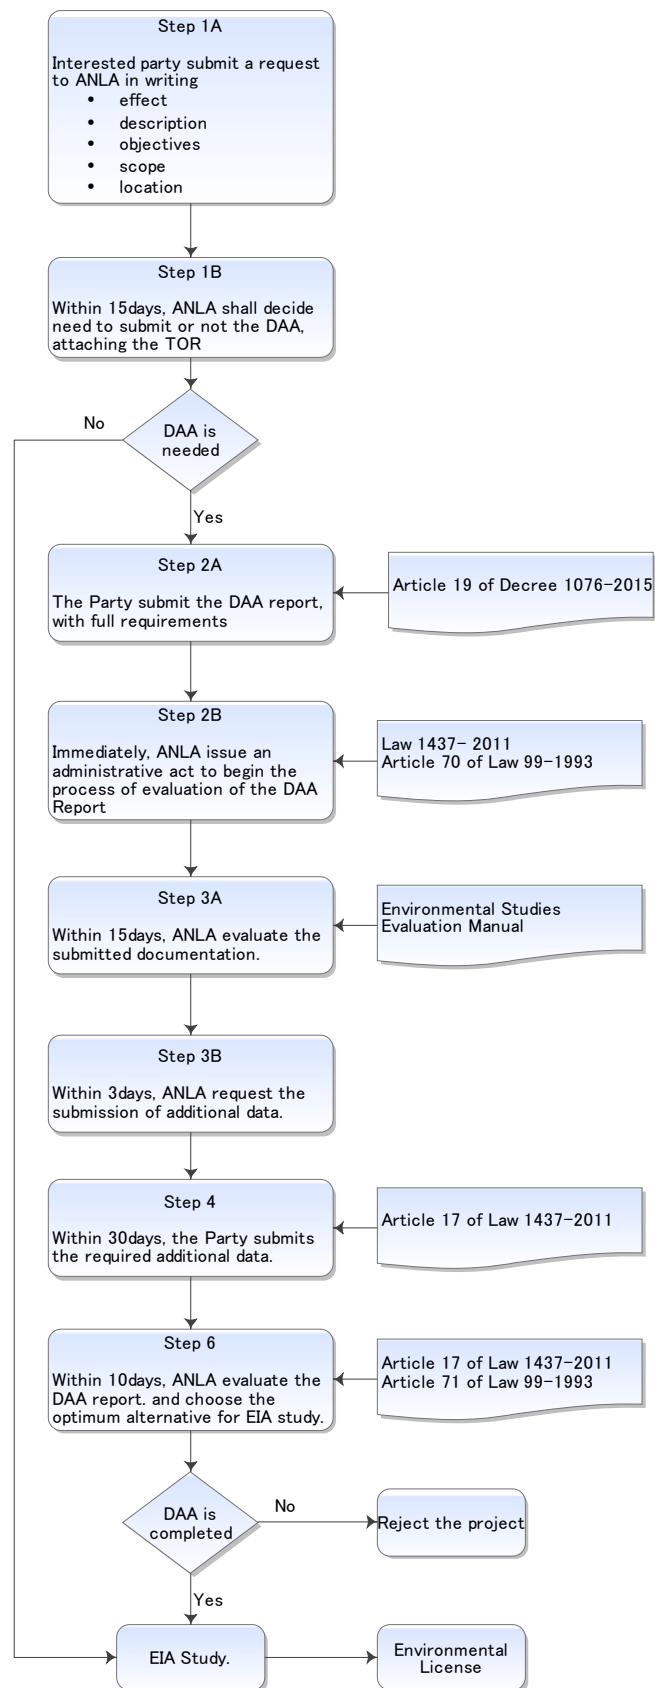 Step 1A
Interested party submit a request
to ANLA in writing
• effect
• description
• objectives
• scope
• location
Step 1B
Within 15days, ANLA shall decide
need to submit or not the DAA,
attaching the TOR
No
DAA is
needed
Yes
Step 2A
The Party submit the DAA report,
with full requirements
Article 19 of Decree 1076-2015
Step 2B
Immediately, ANLA issue an
administrative act to begin the
process of evaluation of the DAA
Report
Law 1437- 2011
Article 70 of Law 99-1993
Step 3A
Within 15days, ANLA evaluate the
submitted documentation.
Environmental Studies
Evaluation Manual
Step 3B
Within 3days, ANLA request the
submission of additional data.
Step 4
Within 30days, the Party submits
the required additional data.
Article 17 of Law 1437-2011
Step 6
Within 10days, ANLA evaluate the
DAA report. and choose the
optimum alternative for EIA study.
Article 17 of Law 1437-2011
Article 71 of Law 99-1993
DAA is
completed
No
Reject the project
Yes
EIA Study.
Environmental
License